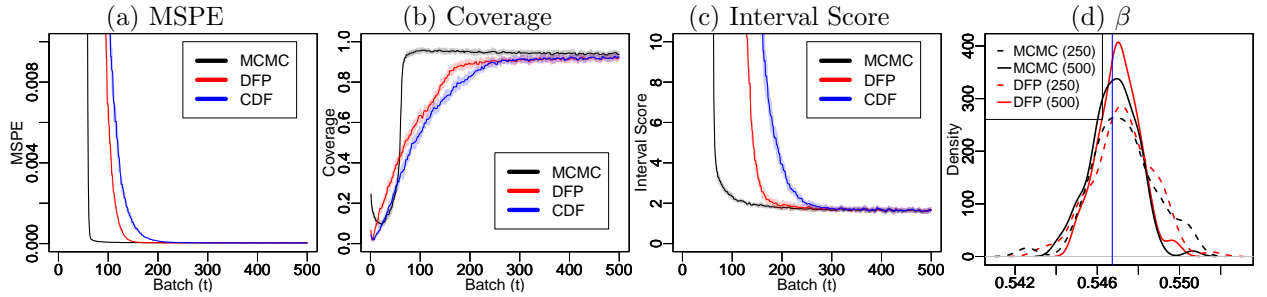 (a) MSPE
MSPE
0.000
0.004
0.008
MCMC
DFP
CDF
0 100 200 300 400 500
Batch (t)
(b) Coverage
Coverage
0.0 0.2 0.4 0.6 0.8 1.0
MCMC
DFP
CDF
0 100 200 300 400 500
Batch (t)
(c) Interval Score
Interval Score
0 2 4 6 8 10
MCMC
DFP
CDF
0 100 200 300 400 500
Batch (t)
(d) β
Density
0 100 200 300 400
MCMC (250)
MCMC (500)
DFP (250)
DFP (500)
0.542 0.546 0.550